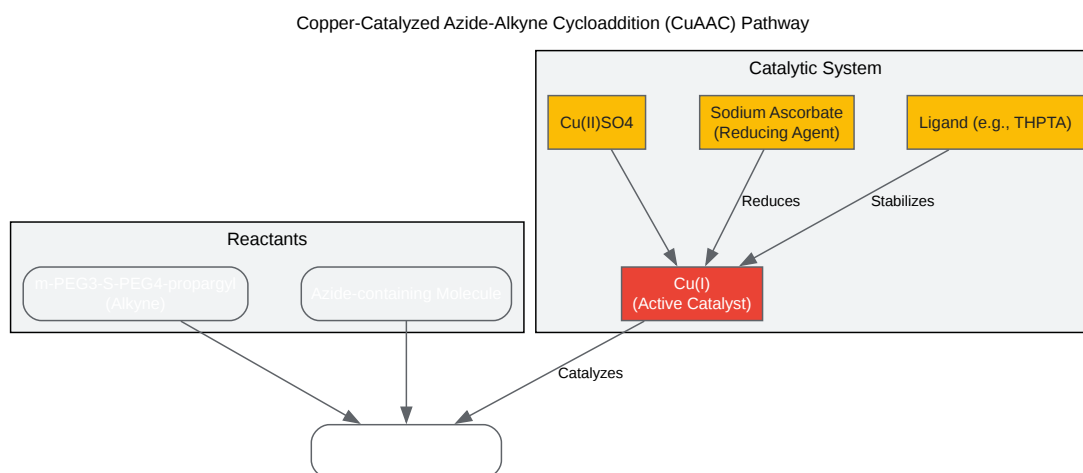 Copper-Catalyzed Azide-Alkyne Cycloaddition (CuAAC) Pathway
Catalytic System
Cu(II)SO4
Sodium Ascorbate
(Reducing Agent)
Ligand (e.g., THPTA)
Reduces
Stabilizes
Reactants
m-PEG3-S-PEG4-propargyl
(Alkyne)
Azide-containing Molecule
Cu(I)
(Active Catalyst)
Catalyzes